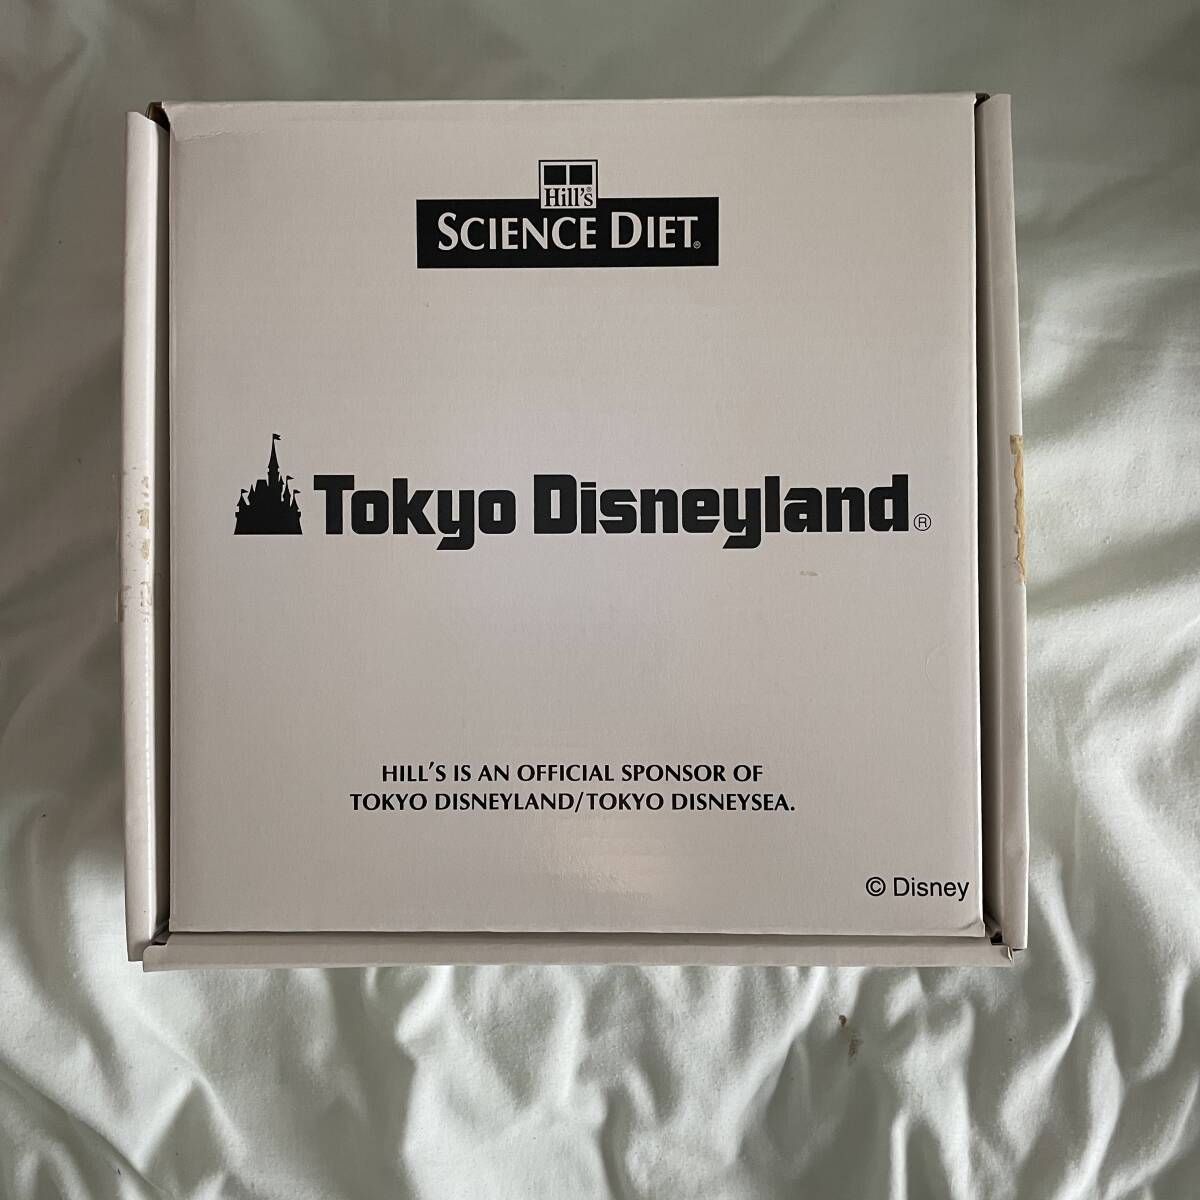 Hill's®
SCIENCE DIET®
Tokyo Disneyland®
HILL'S IS AN OFFICIAL SPONSOR OF
TOKYO DISNEYLAND/TOKYO DISNEYSEA.
© Disney